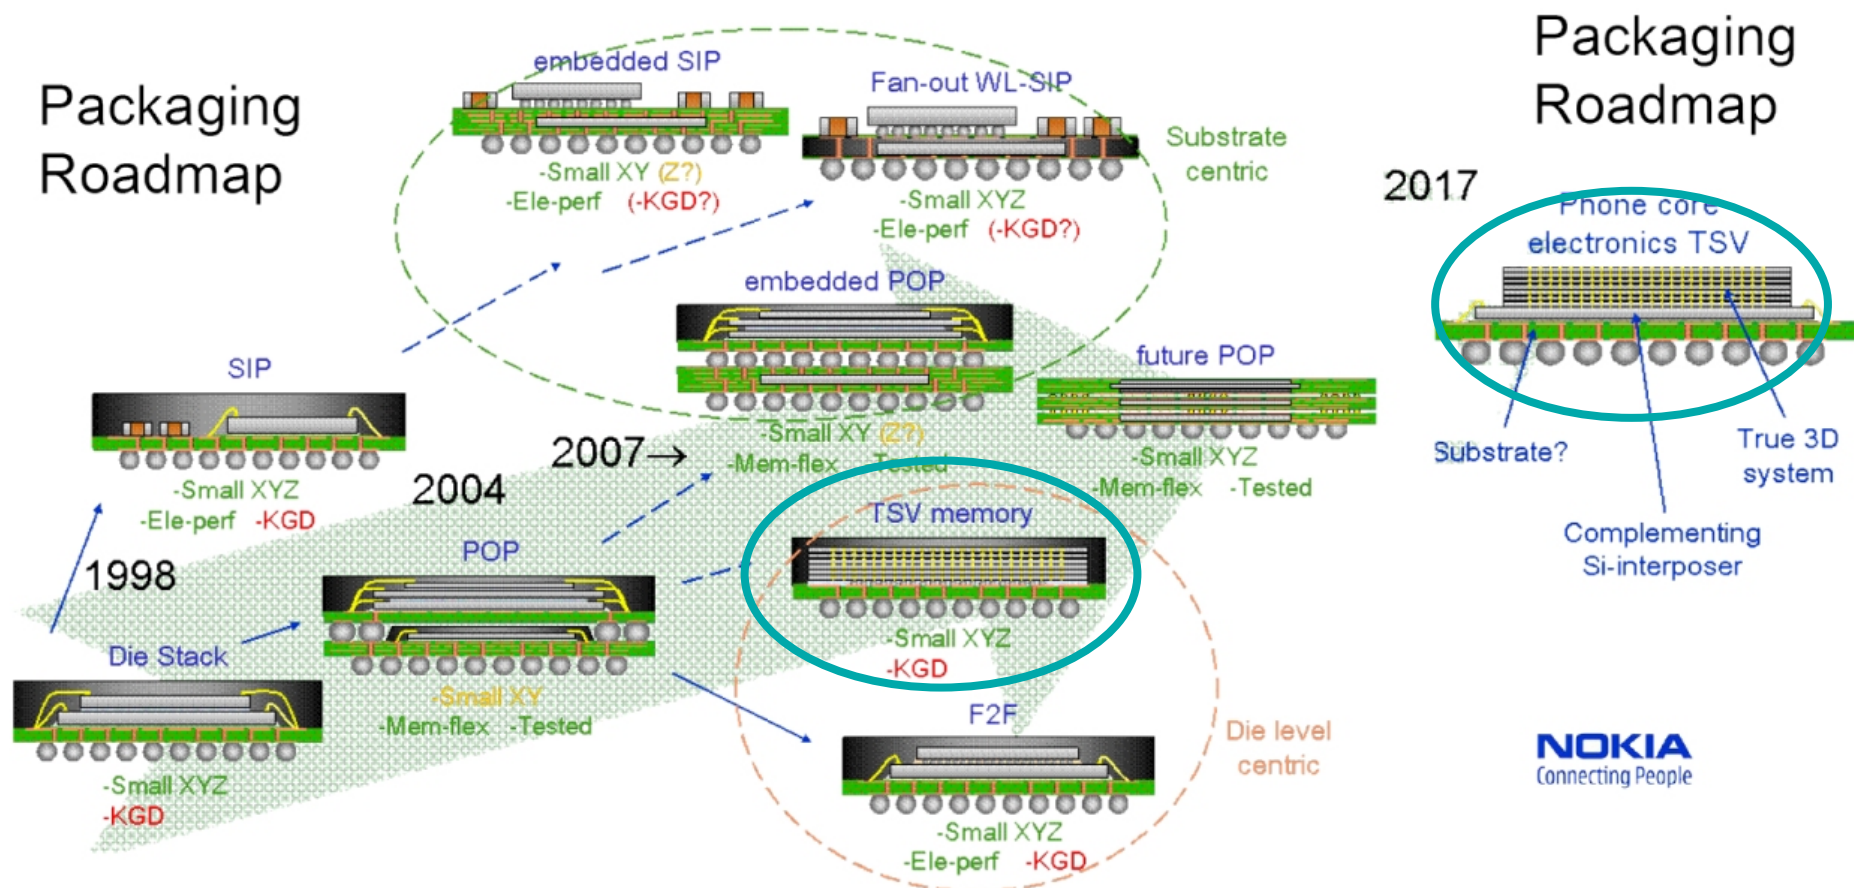 Packaging
Roadmap
embedded SIP
-Small XY (Z?)
-Ele-perf (-KGD?)
Fan-out WL-SIP
-Small XYZ
-Ele-perf (-KGD?)
Substrate
centric
embedded POP
-Small XY (Z?)
-Mem-flex -Tested
future POP
-Small XYZ
-Mem-flex -Tested
SIP
-Small XYZ
-Ele-perf -KGD
1998
2004
2007→
Die Stack
-Small XYZ
-KGD
POP
-Small XY
-Mem-flex -Tested
TSV memory
-Small XYZ
-KGD
F2F
-Small XYZ
-Ele-perf -KGD
Die level
centric
Packaging
Roadmap
2017
Phone core
electronics TSV
Substrate?
True 3D
system
Complementing
Si-interposer
NOKIA
Connecting People